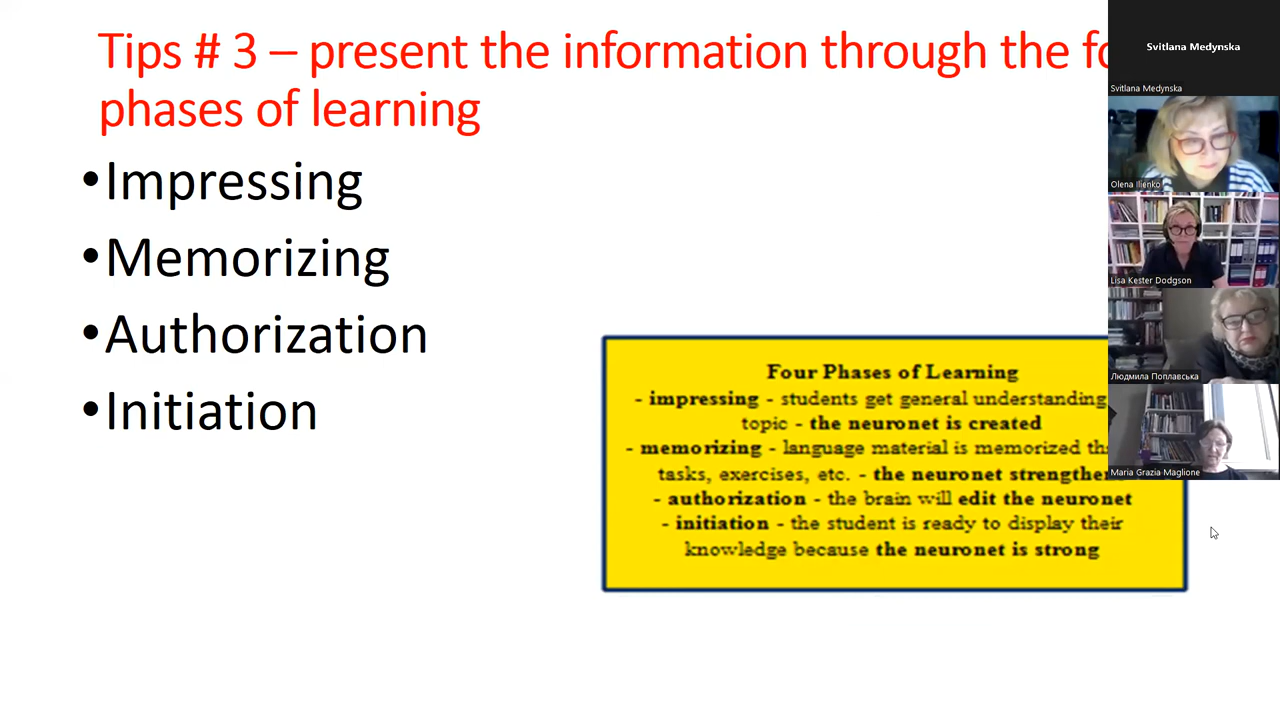 Tips # 3 – present the information through the
phases of learning
•Impressing
•Memorizing
•Authorization
•Initiation
Four Phases of Learning
- impressing - students get general understanding
topic - the neuronet is created
- memorizing - language material is memorized
tasks, exercises, etc. - the neuronet
- authorization - the brain will edit the neuronet
- initiation - the student is ready to display their
knowledge because the neuronet is strong
Svitlana Medynska
Svitlana Medynska
Olena Ilienko
Lisa Kester Dodgson
Людмила Поплавська
Maria Grazia Maglione